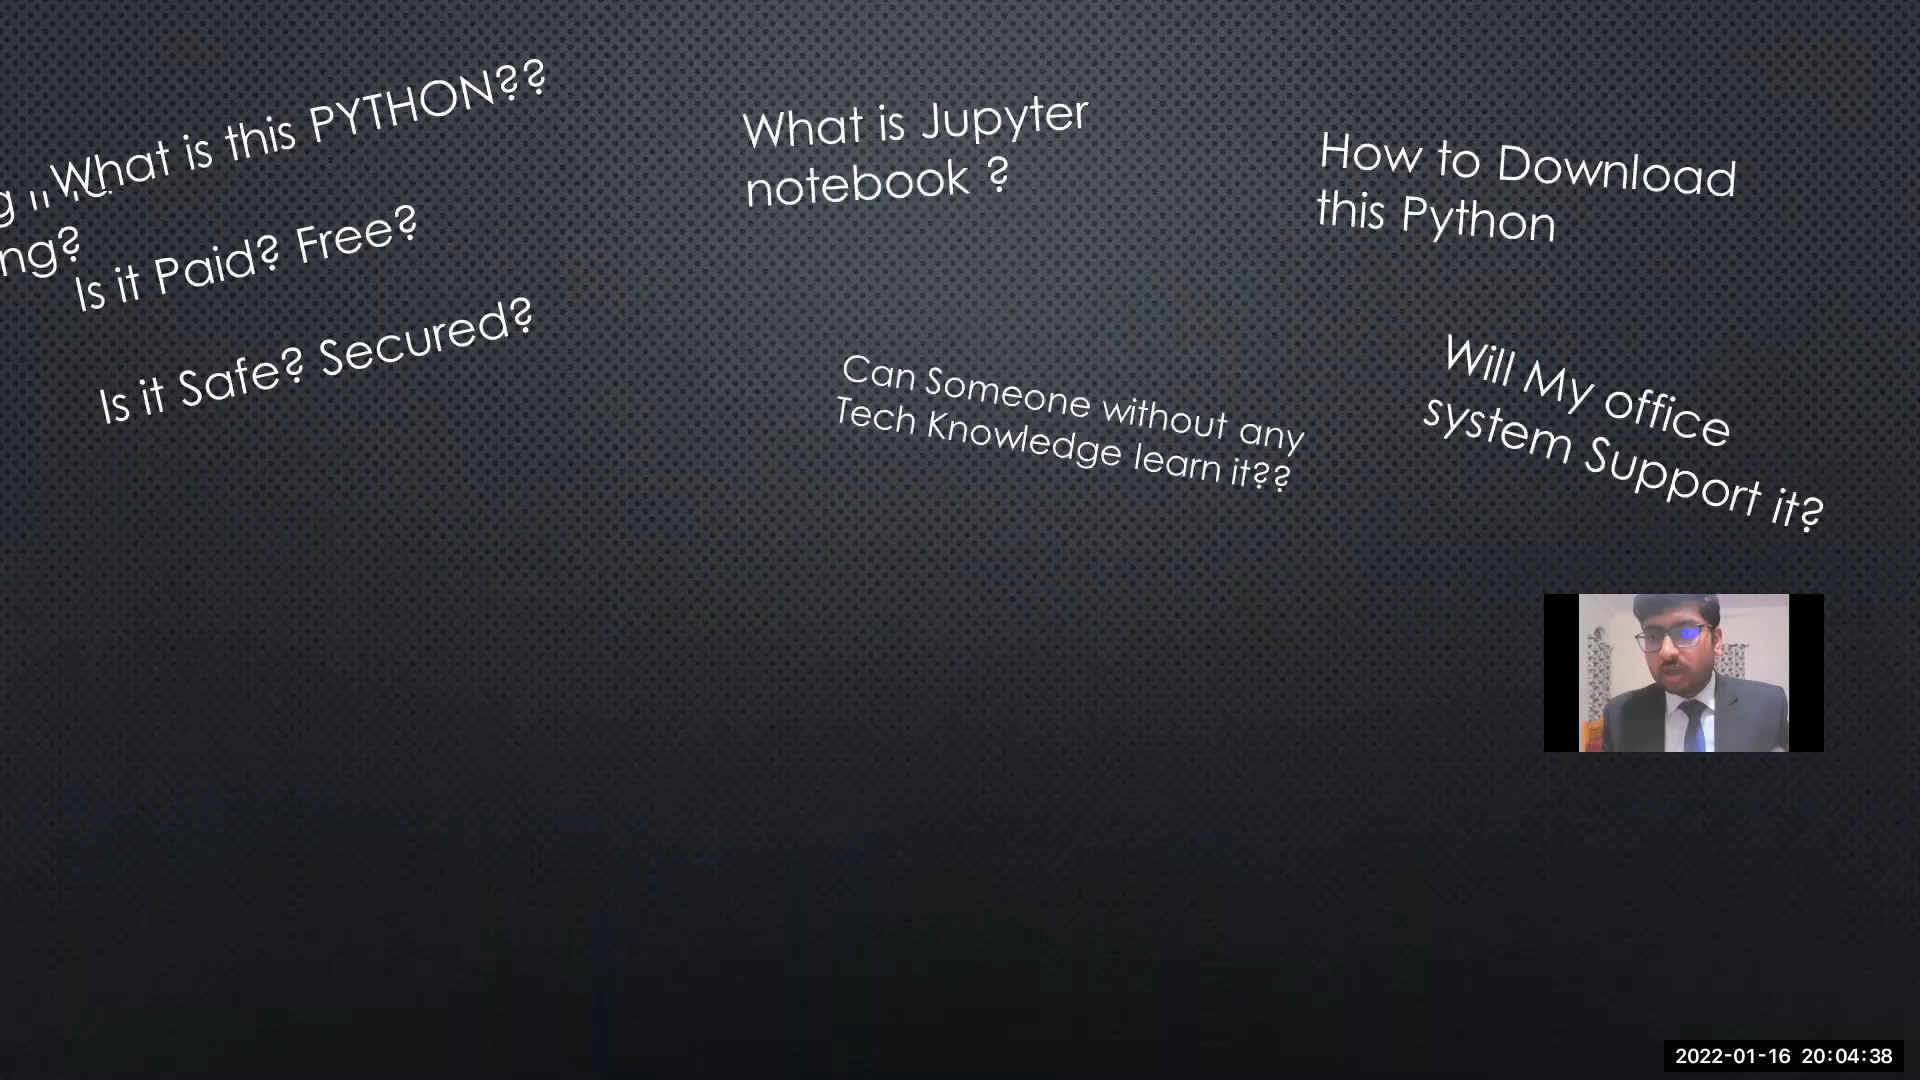 What is this PYTHON??
ng?
Is it Paid? Free?
Is it Safe? Secured?
What is Jupyter
notebook ?
How to Download
this Python
Can Someone without any
Tech Knowledge learn it??
Will My office
system Support it?
2022-01-16 20:04:38